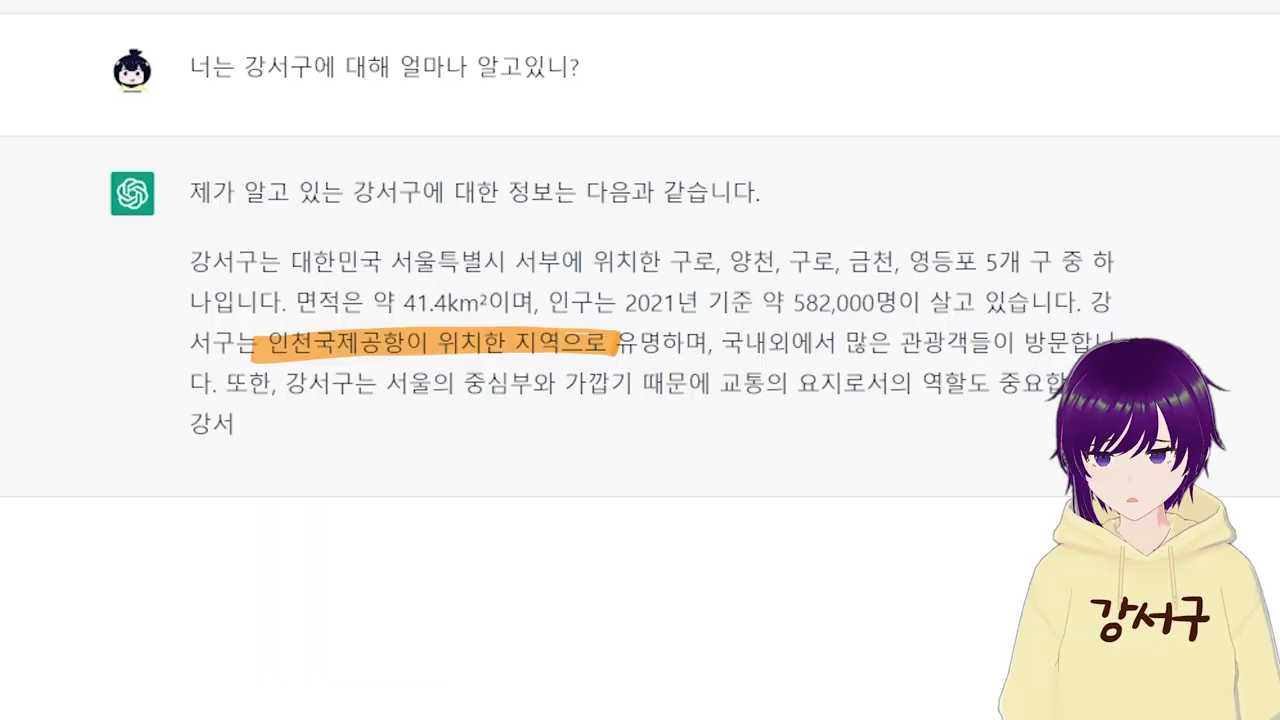 너는 강서구에 대해 얼마나 알고있니?
제가 알고 있는 강서구에 대한 정보는 다음과 같습니다.
강서구는 대한민국 서울특별시 서부에 위치한 구로, 양천, 구로, 금천, 영등포 5개 구 중 하
나입니다. 면적은 약 41.4km²이며, 인구는 2021년 기준 약 582,000명이 살고 있습니다. 강
서구는 인천국제공항이 위치한 지역으로 유명하며, 국내외에서 많은 관광객들이 방문합니
다. 또한, 강서구는 서울의 중심부와 가깝기 때문에 교통의 요지로서의 역할도
강서
강서구